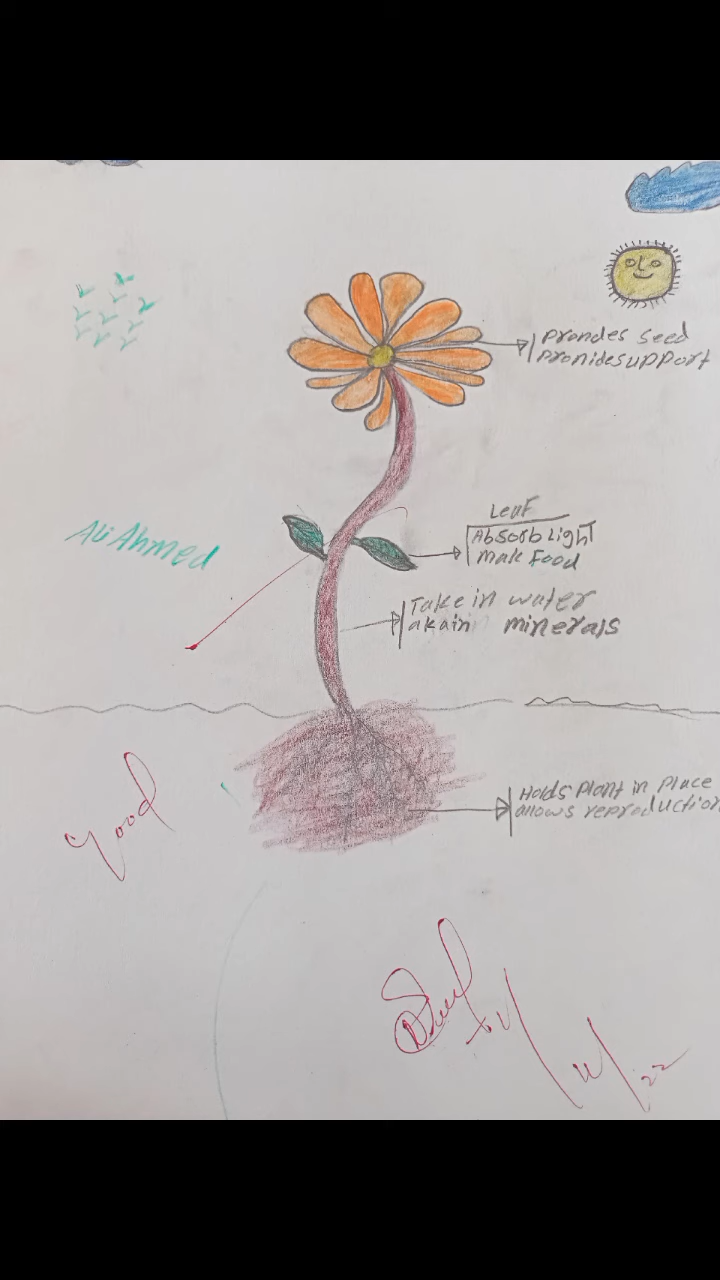 Prondes seed
pronidesupport
Leaf
Absorb Light
mak Food
Ali Ahmed
Take in water
akain minerals
Holds Plant in Place
allows reproduction
Good